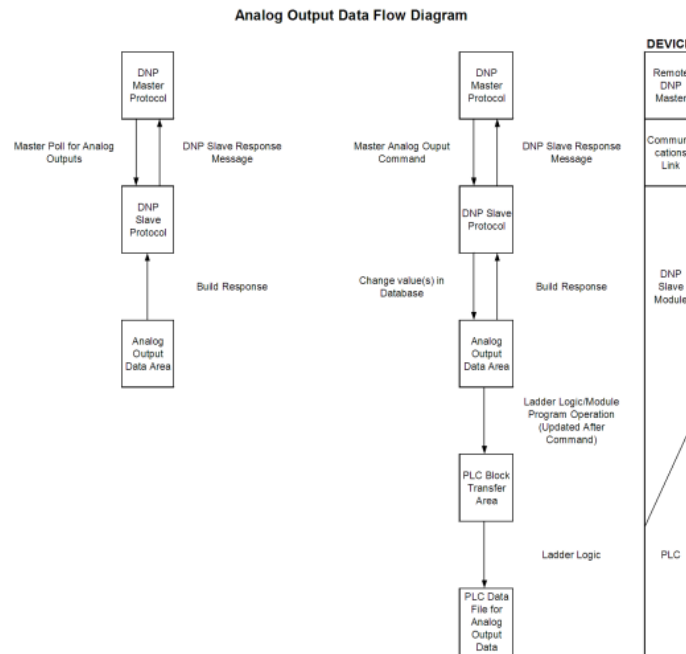 Analog Output Data Flow Diagram
DNP
Master
Protocol
Master Poll for Analog
Outputs
DNP Slave Response
Message
DNP
Slave
Protocol
Build Response
Analog
Output
Data Area
DNP
Master
Protocol
Master Analog Ouput
Command
DNP Slave Response
Message
DNP Slave
Protocol
Change value(s) in
Database
Build Response
Analog
Output
Data Area
Ladder Logic/Module
Program Operation
(Updated After
Command)
PLC Block
Transfer
Area
Ladder Logic
PLC Data
File for
Analog
Output
Data
DEVICE
Remote
DNP
Master
Communi
cations
Link
DNP
Slave
Module
PLC